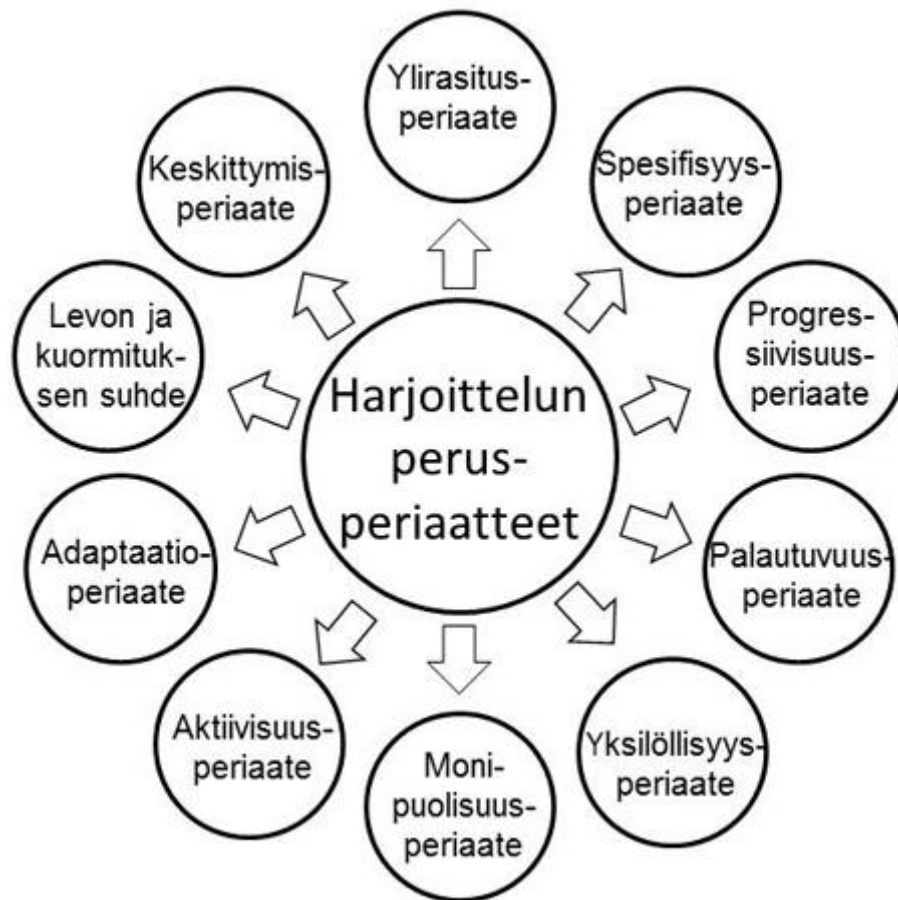 Harjoittelun
perus-
periaatteet
Ylirasitus-
periaate
Spesifisyys-
periaate
Progres-
siivisuus-
periaate
Palautuvuus-
periaate
Yksilöllisyys-
periaate
Moni-
puolisuus-
periaate
Aktiivisuus-
periaate
Adaptaatio-
periaate
Levon ja
kuormituk-
sen suhde
Keskittymis-
periaate